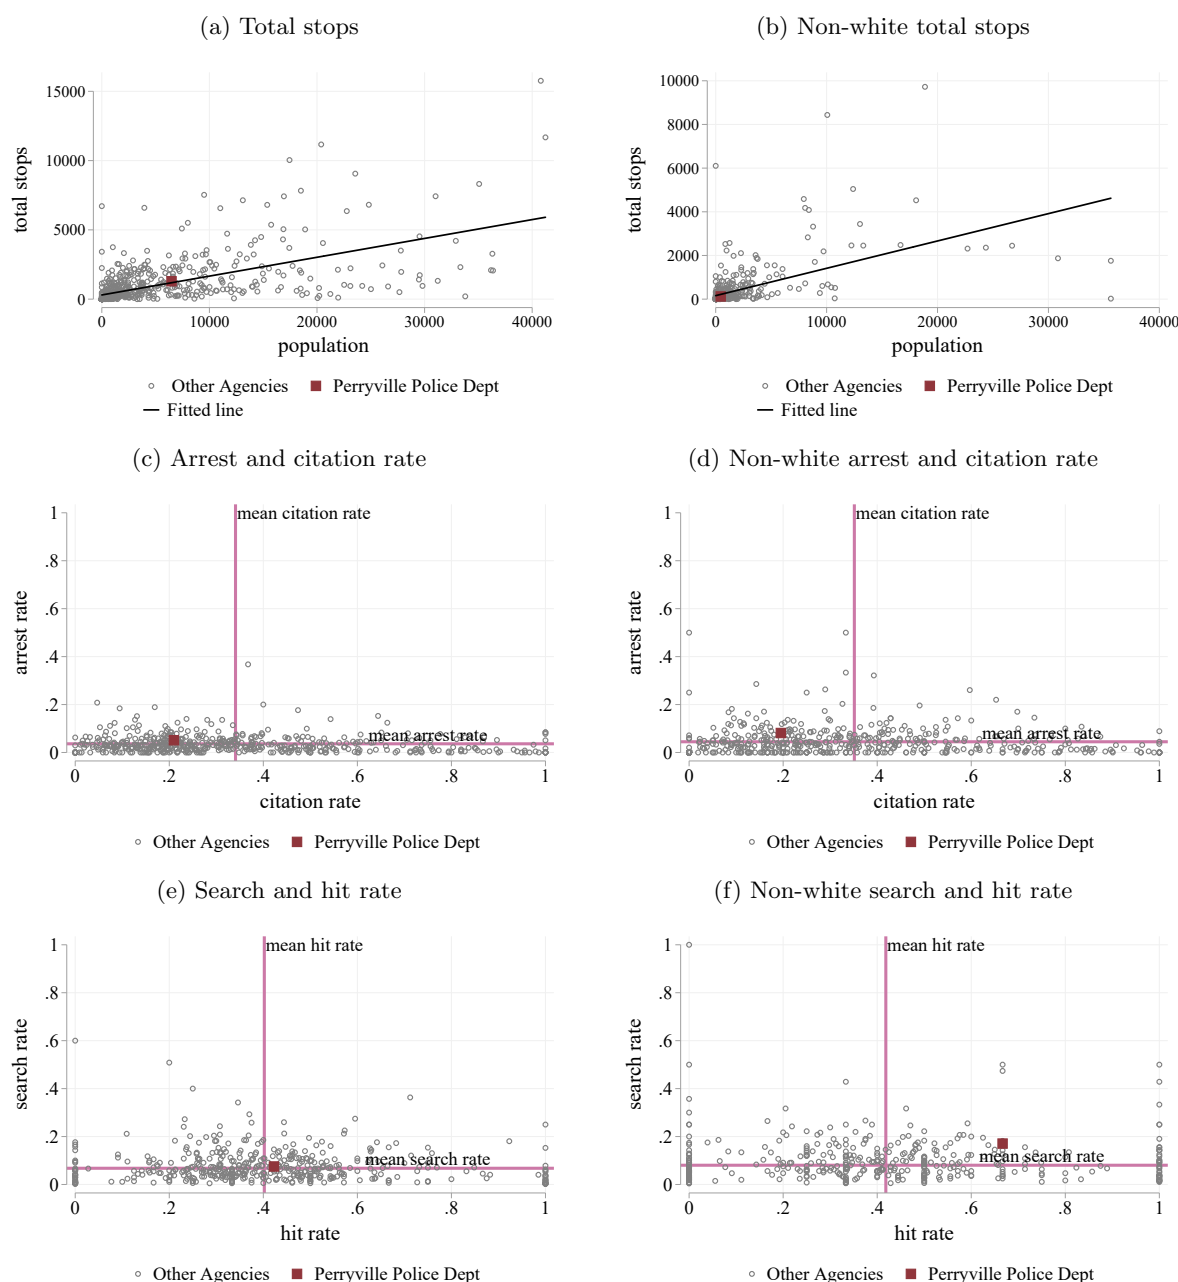 (a) Total stops
(b) Non-white total stops
total stops
15000
10000
5000
0
0
10000
20000
30000
40000
population
Other Agencies
Perryville Police Dept
Fitted line
total stops
10000
8000
6000
4000
2000
0
0
10000
20000
30000
40000
population
Other Agencies
Perryville Police Dept
Fitted line
(c) Arrest and citation rate
(d) Non-white arrest and citation rate
arrest rate
1
.8
.6
.4
.2
0
mean citation rate
mean arrest rate
0
.2
.4
.6
.8
1
citation rate
Other Agencies
Perryville Police Dept
arrest rate
1
.8
.6
.4
.2
0
mean citation rate
mean arrest rate
0
.2
.4
.6
.8
1
citation rate
Other Agencies
Perryville Police Dept
(e) Search and hit rate
(f) Non-white search and hit rate
search rate
1
.8
.6
.4
.2
0
mean hit rate
mean search rate
0
.2
.4
.6
.8
1
hit rate
Other Agencies
Perryville Police Dept
search rate
1
.8
.6
.4
.2
0
mean hit rate
mean search rate
0
.2
.4
.6
.8
1
hit rate
Other Agencies
Perryville Police Dept